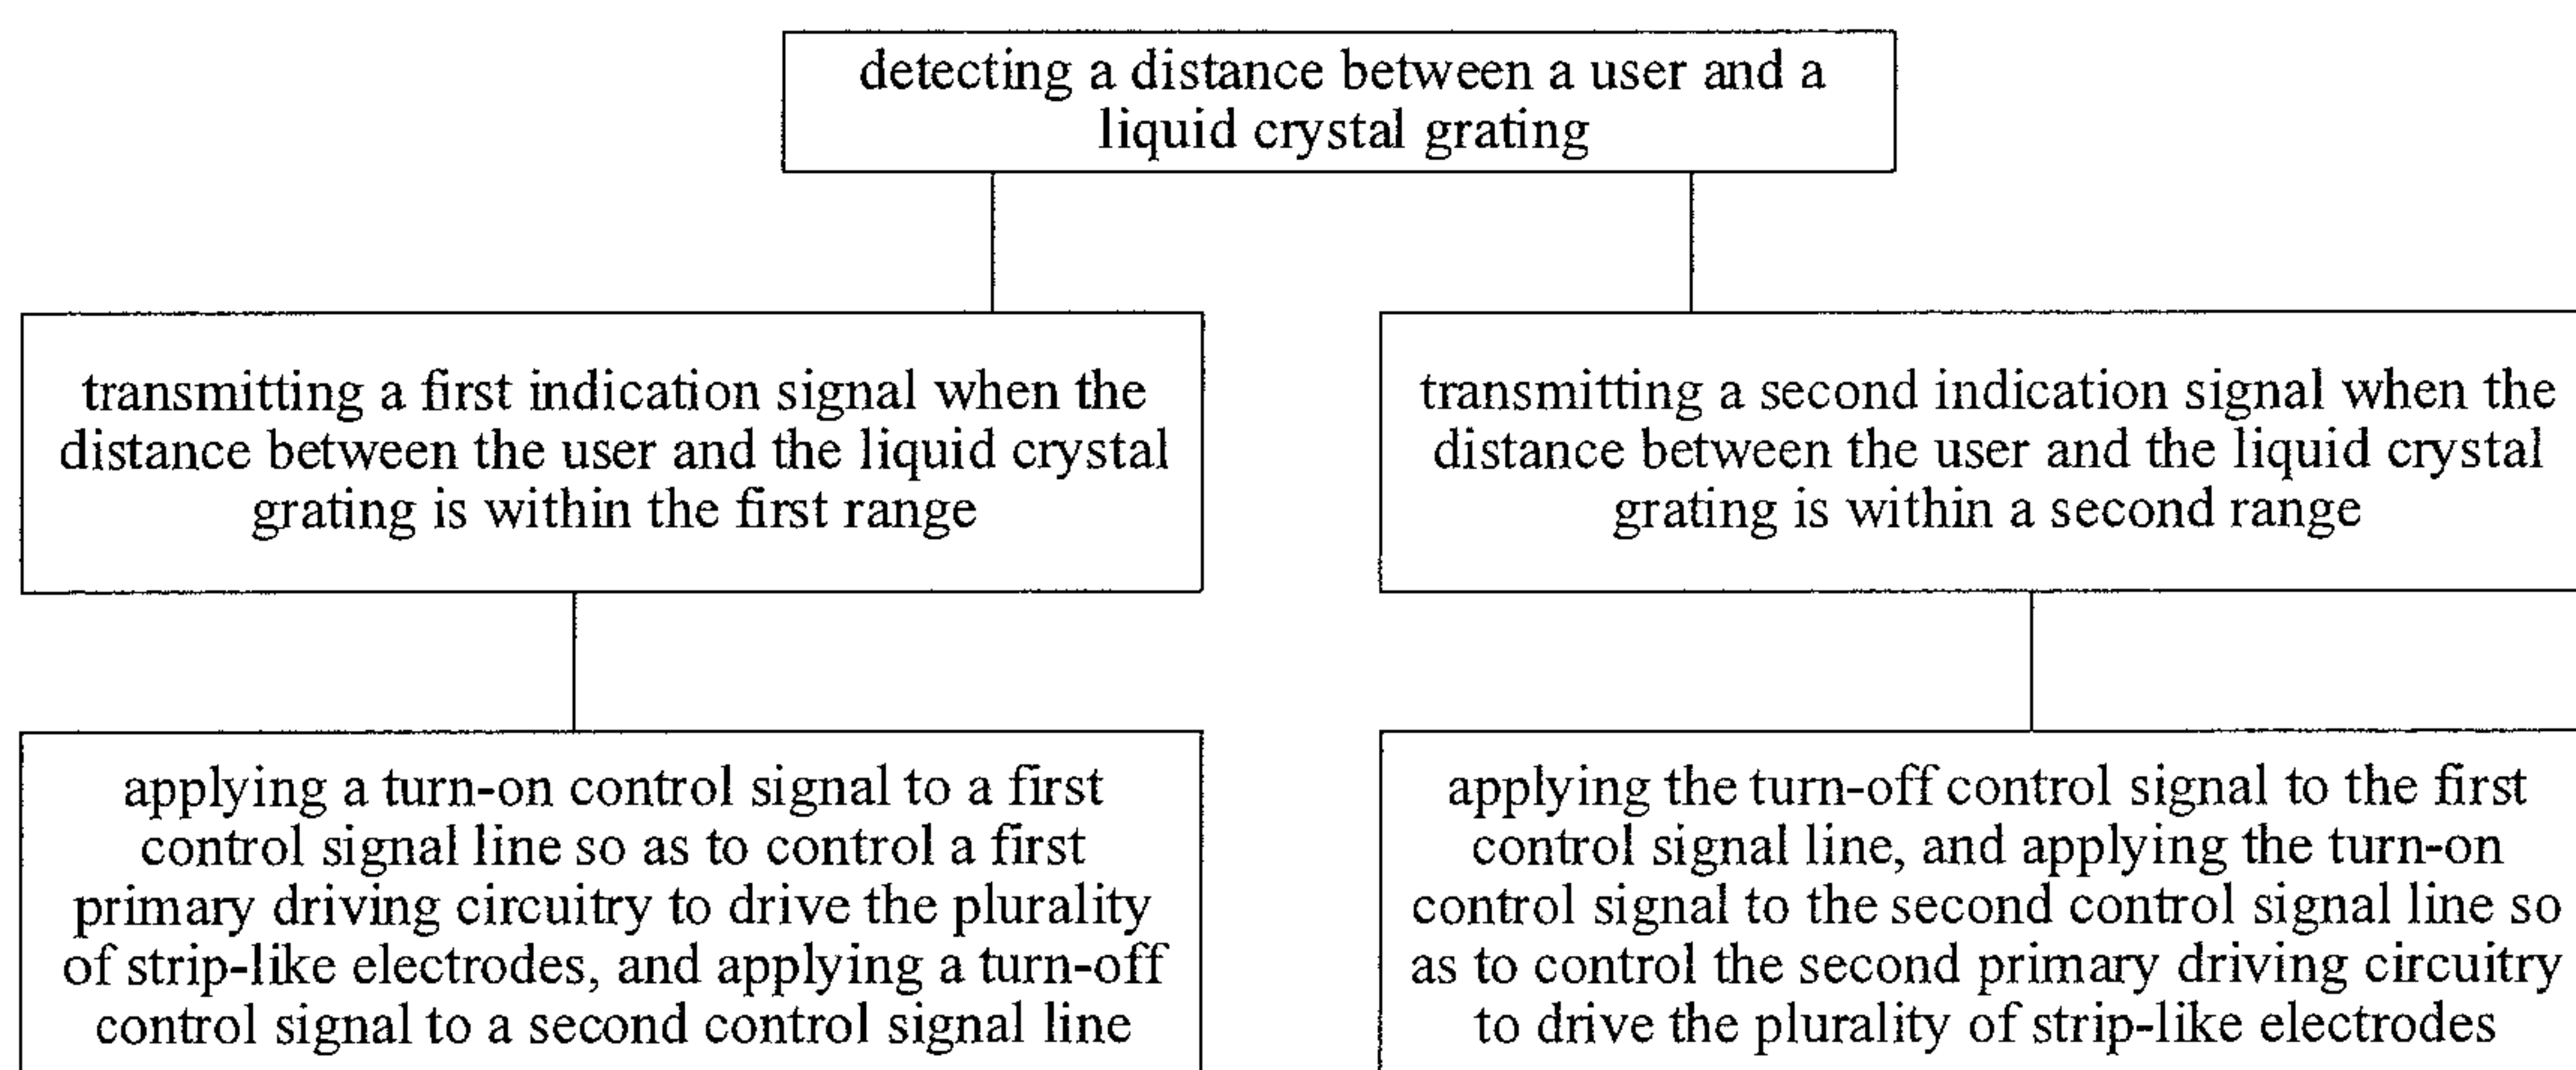 detecting a distance between a user and a
liquid crystal grating
transmitting a first indication signal when the
distance between the user and the liquid crystal
grating is within the first range
transmitting a second indication signal when the
distance between the user and the liquid crystal
grating is within a second range
applying a turn-on control signal to a first
control signal line so as to control a first
primary driving circuitry to drive the plurality
of strip-like electrodes, and applying a turn-off
control signal to a second control signal line
applying the turn-off control signal to the first
control signal line, and applying the turn-on
control signal to the second control signal line so
as to control the second primary driving circuitry
to drive the plurality of strip-like electrodes